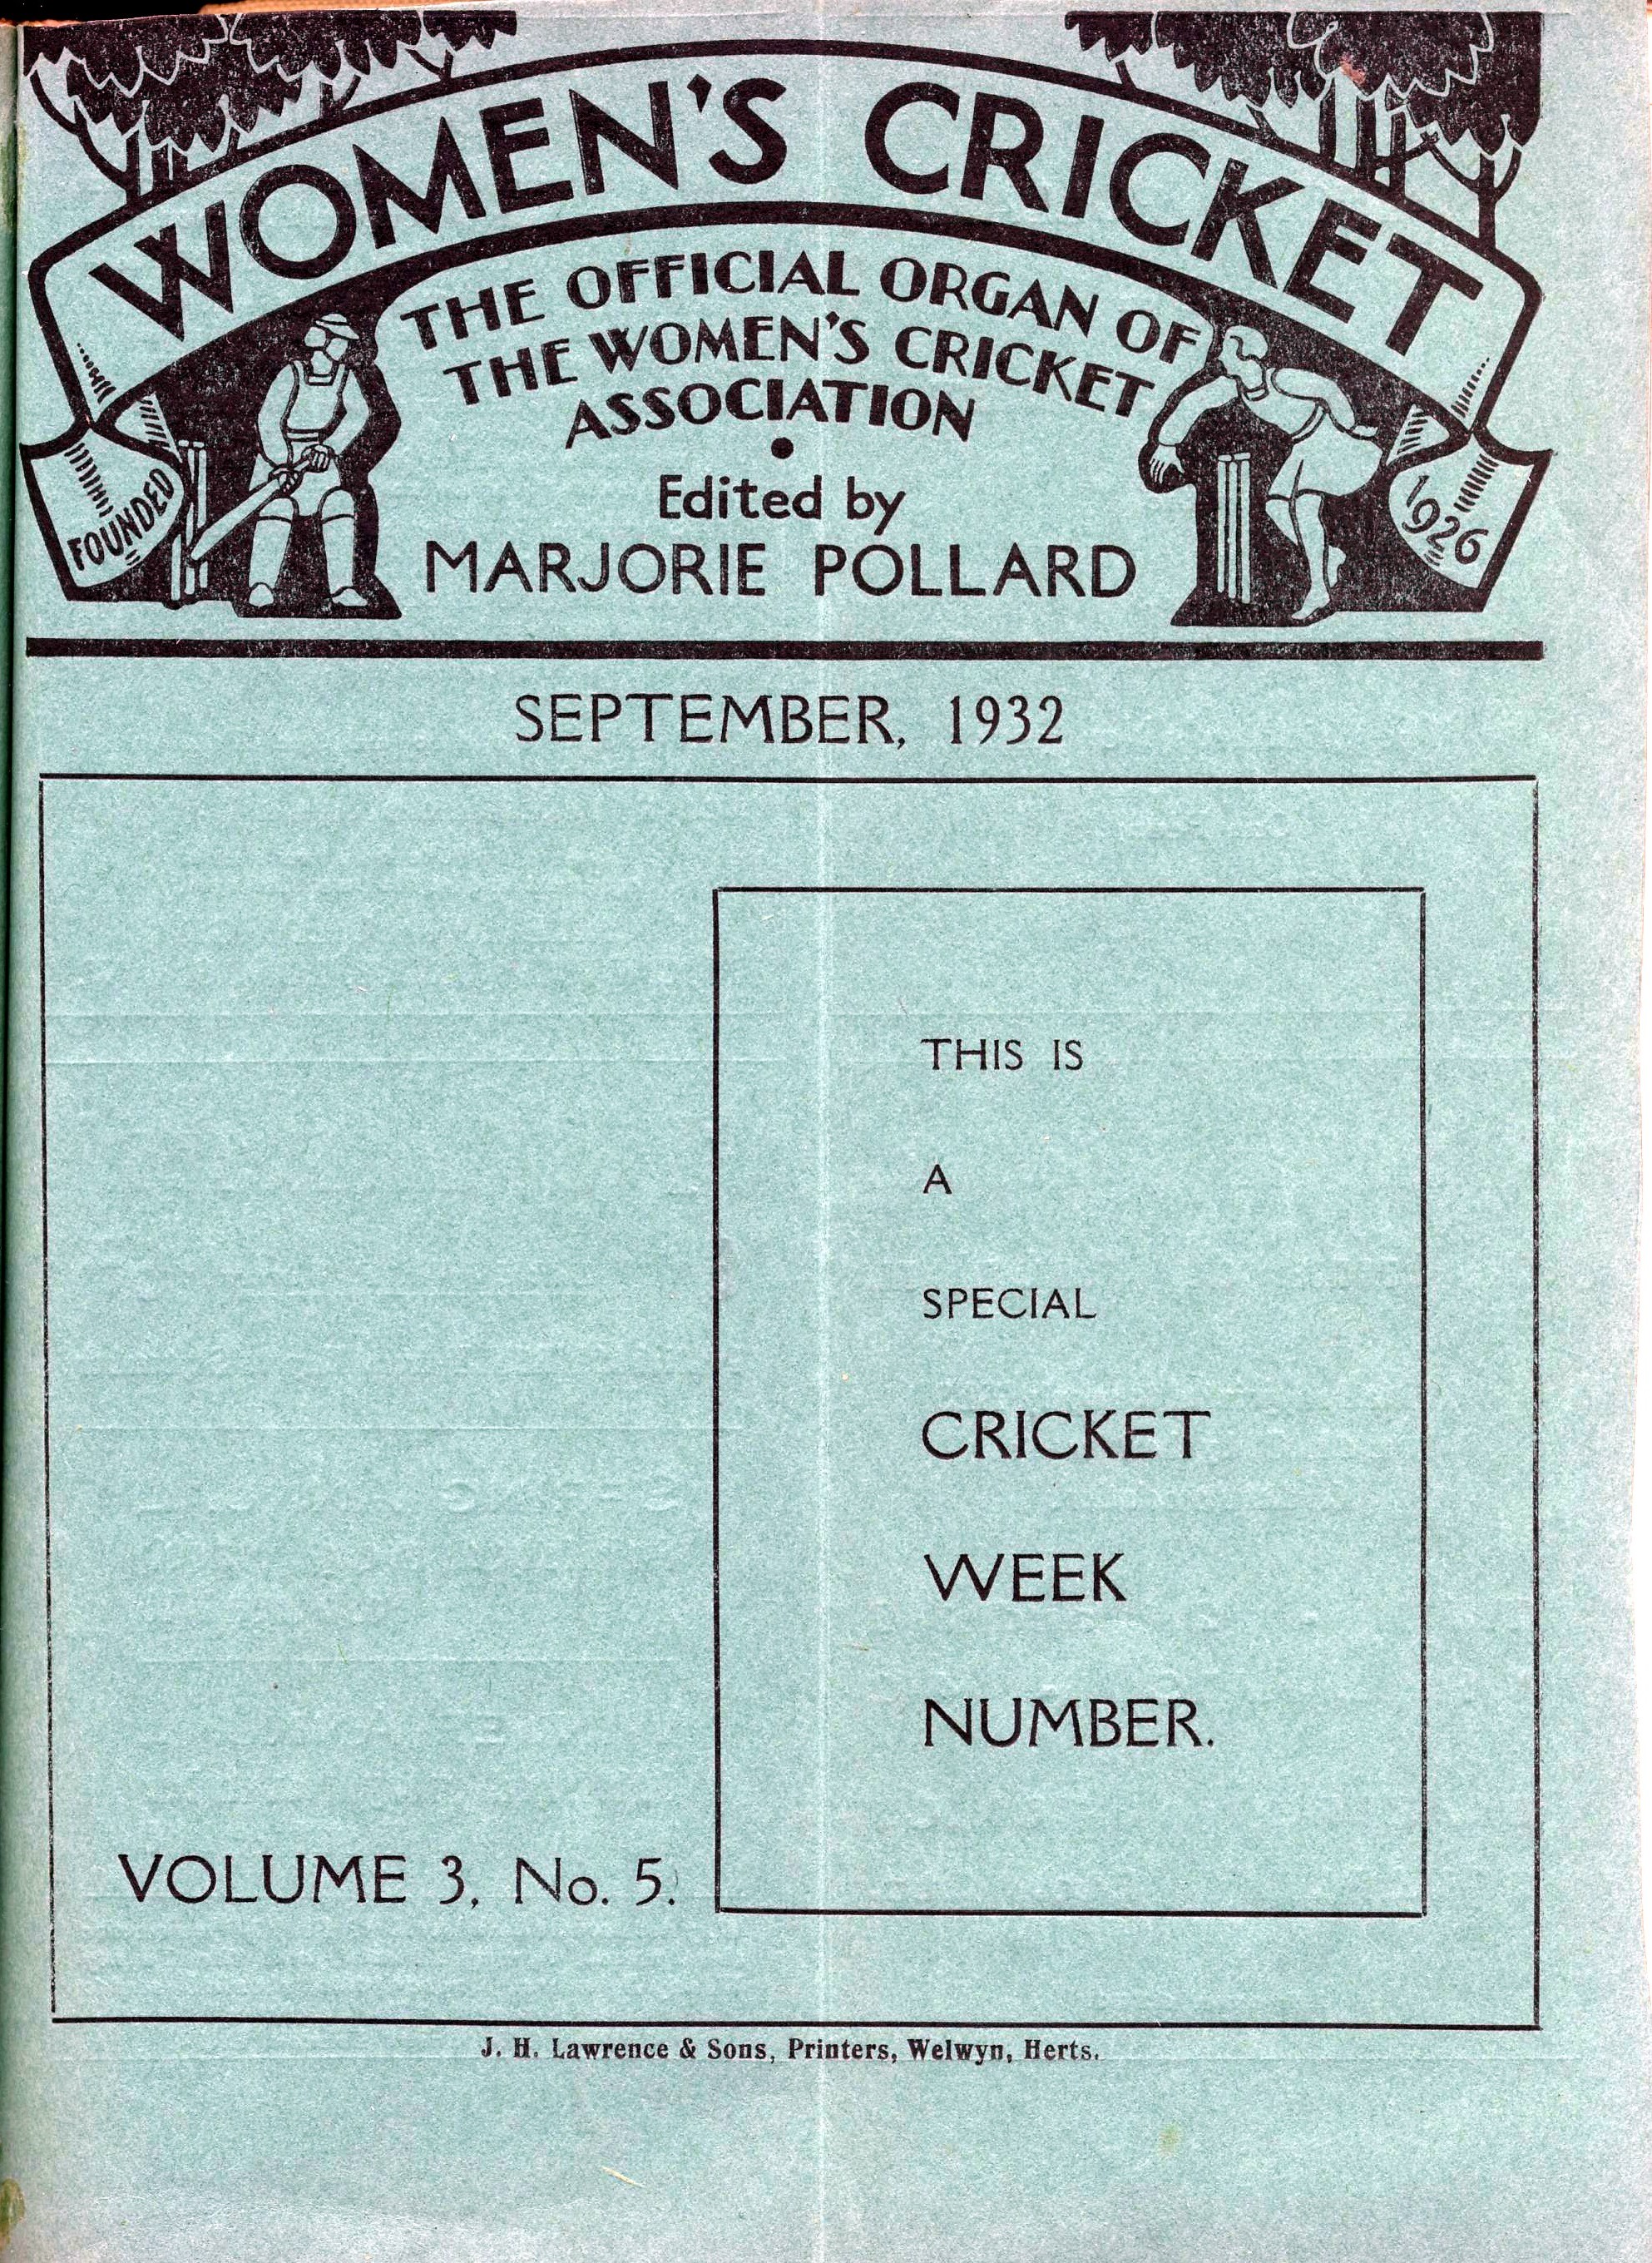 WOMEN'S CRICKET
THE OFFICIAL ORGAN OF
THE WOMEN'S CRICKET
ASSOCIATION
Edited by
MARJORIE POLLARD
FOUNDED
1926
SEPTEMBER, 1932
THIS IS
A
SPECIAL
CRICKET
WEEK
NUMBER.
VOLUME 3, No. 5.
J. H. Lawrence & Sons, Printers, Welwyn, Herts.